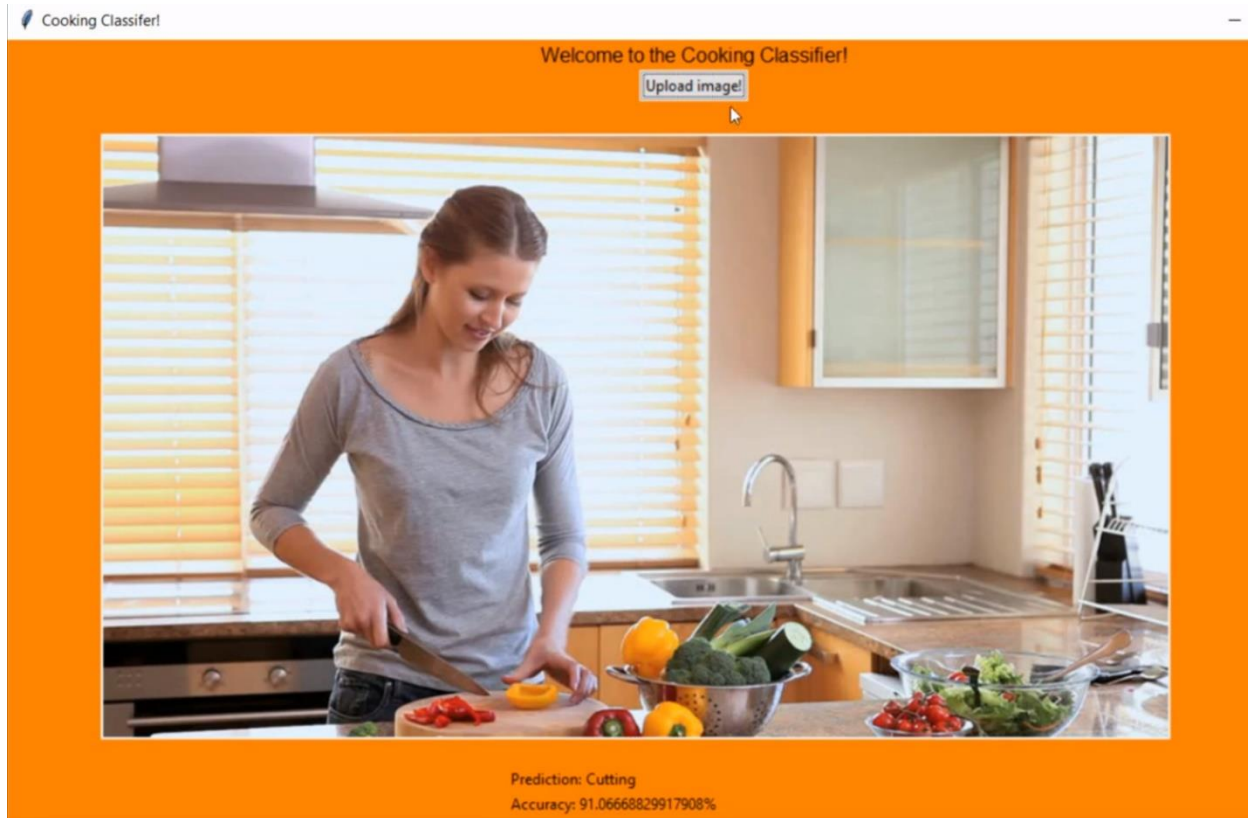 Cooking Classifer!
Welcome to the Cooking Classifier!
Upload image!
Prediction: Cutting
Accuracy: 91.06668829917908%